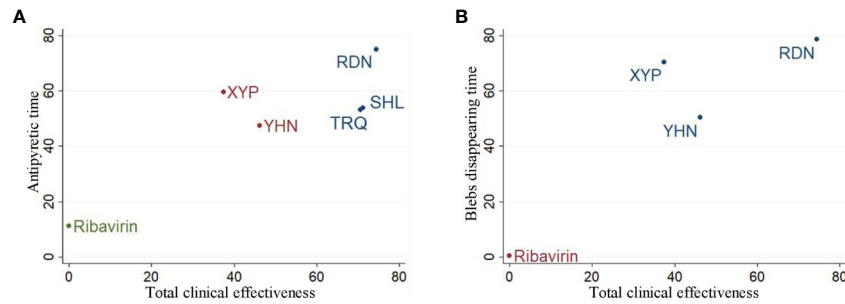 A
Antipyretic time
80
60
40
20
0
RDN
XYP
SHL
YHN
TRQ
Ribavirin
0 20 40 60 80
Total clinical effectiveness
B
Blebs disappearing time
80
60
40
20
0
RDN
XYP
YHN
Ribavirin
0 20 40 60 80
Total clinical effectiveness